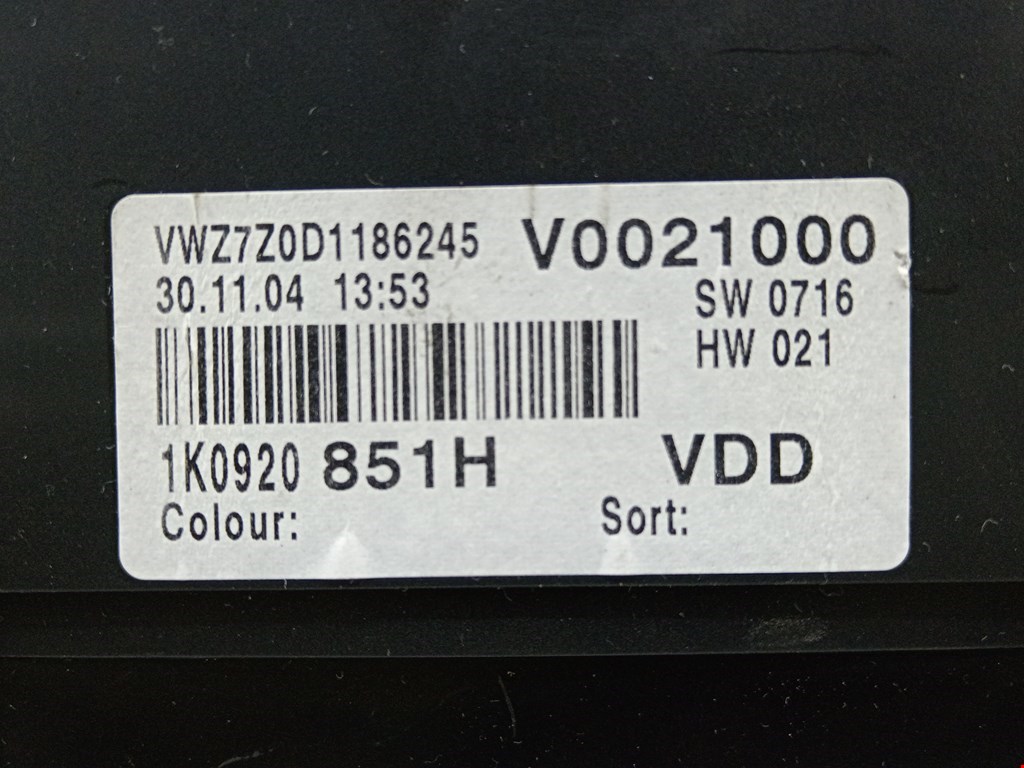 VWZ7Z0D1186245 V0021000
30.11.04 13:53 SW 0716
HW 021
1K0920 851H VDD
Colour: Sort: